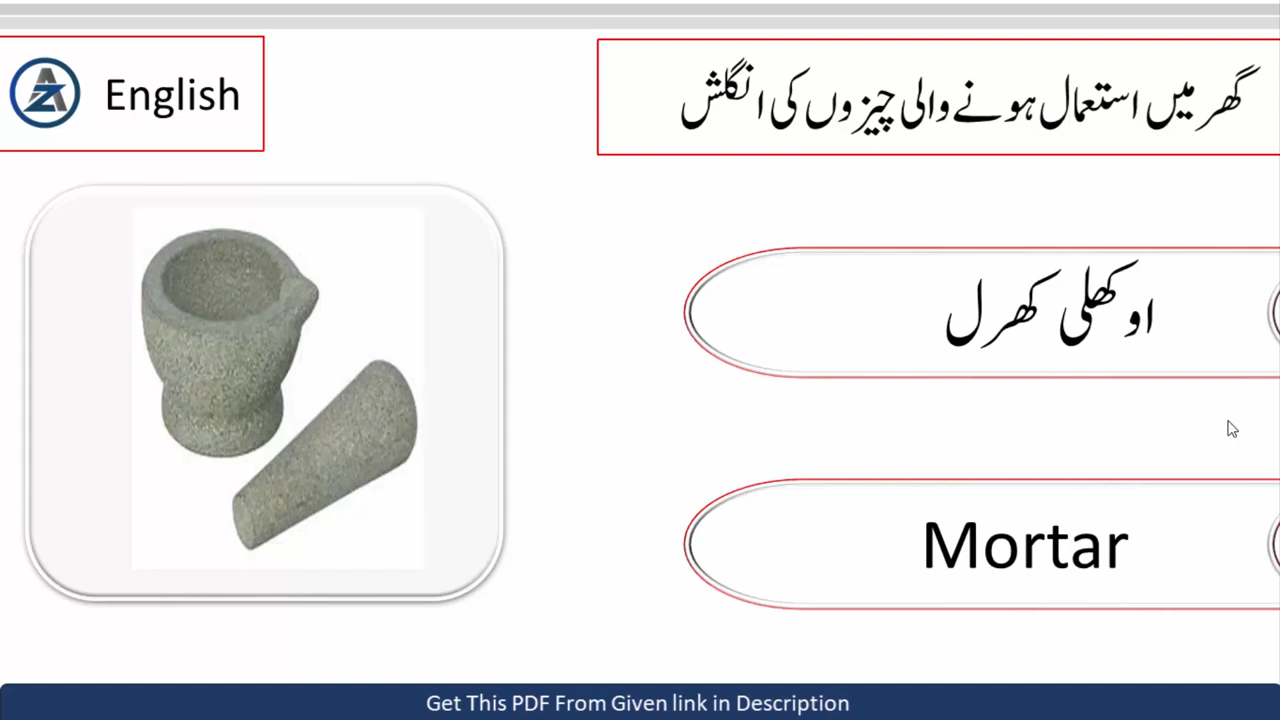 AZ English
گھر میں استعمال ہونے والی چیزوں کی انگلش
اوکھلی کھرل
Mortar
Get This PDF From Given link in Description